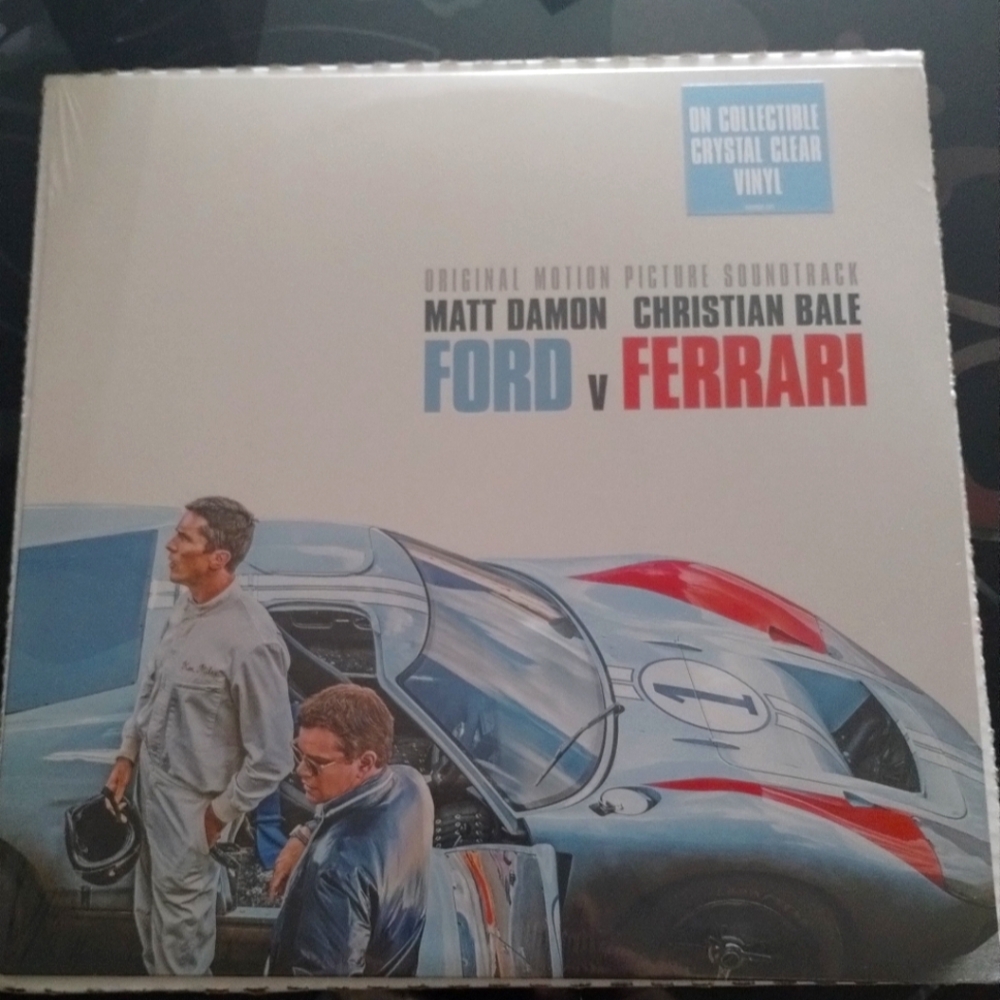 ON COLLECTIBLE
CRYSTAL CLEAR
VINYL
ORIGINAL MOTION PICTURE SOUNDTRACK
MATT DAMON CHRISTIAN BALE
FORD V FERRARI
1